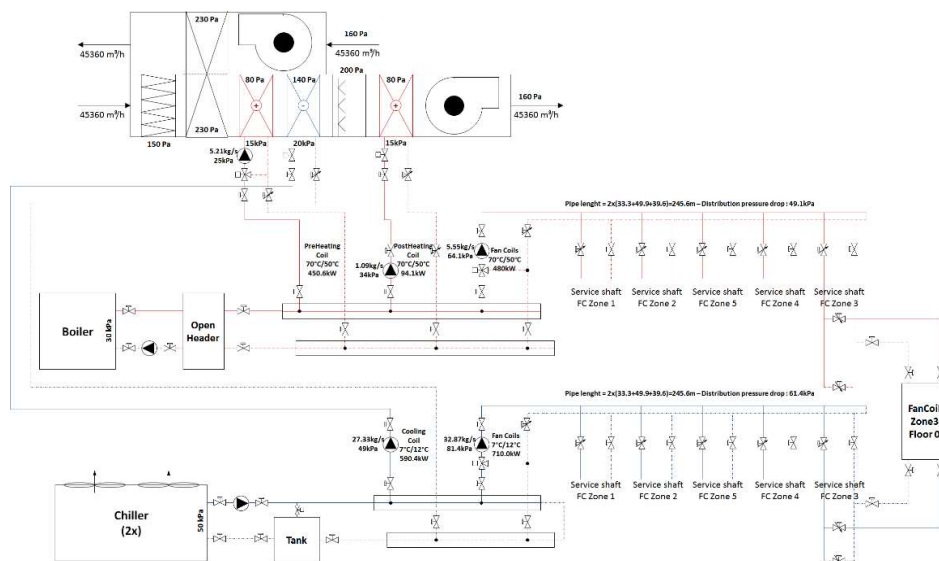 230 Pa
160 Pa
45360 m³/h
45360 m³/h
200 Pa
80 Pa
140 Pa
80 Pa
160 Pa
45360 m³/h
45360 m³/h
230 Pa
150 Pa
15kPa
20kPa
15kPa
5.21kg/s
25kPa
Pipe lenght = 2x(33.3+49.9+39.6)=245.6m – Distribution pressure drop : 49.1kPa
PreHeating
Coil
70°C/50°C
450.6kW
1.09kg/s
34kPa
PostHeating
Coil
70°C/50°C
94.1kW
5.55kg/s
64.1kPa
Fan Coils
70°C/50°C
480kW
Service shaft
FC Zone 1
Service shaft
FC Zone 2
Service shaft
FC Zone 5
Service shaft
FC Zone 4
Service shaft
FC Zone 3
Boiler
30 kPa
Open
Header
Pipe lenght = 2x(33.3+49.9+39.6)=245.6m – Distribution pressure drop : 61.4kPa
FanCoil
Zone3
Floor 0
27.33kg/s
49kPa
Cooling
Coil
7°C/12°C
590.4kW
32.87kg/s
81.4kPa
Fan Coils
7°C/12°C
710.0kW
Service shaft
FC Zone 1
Service shaft
FC Zone 2
Service shaft
FC Zone 5
Service shaft
FC Zone 4
Service shaft
FC Zone 3
Chiller
(2x)
50 kPa
Tank